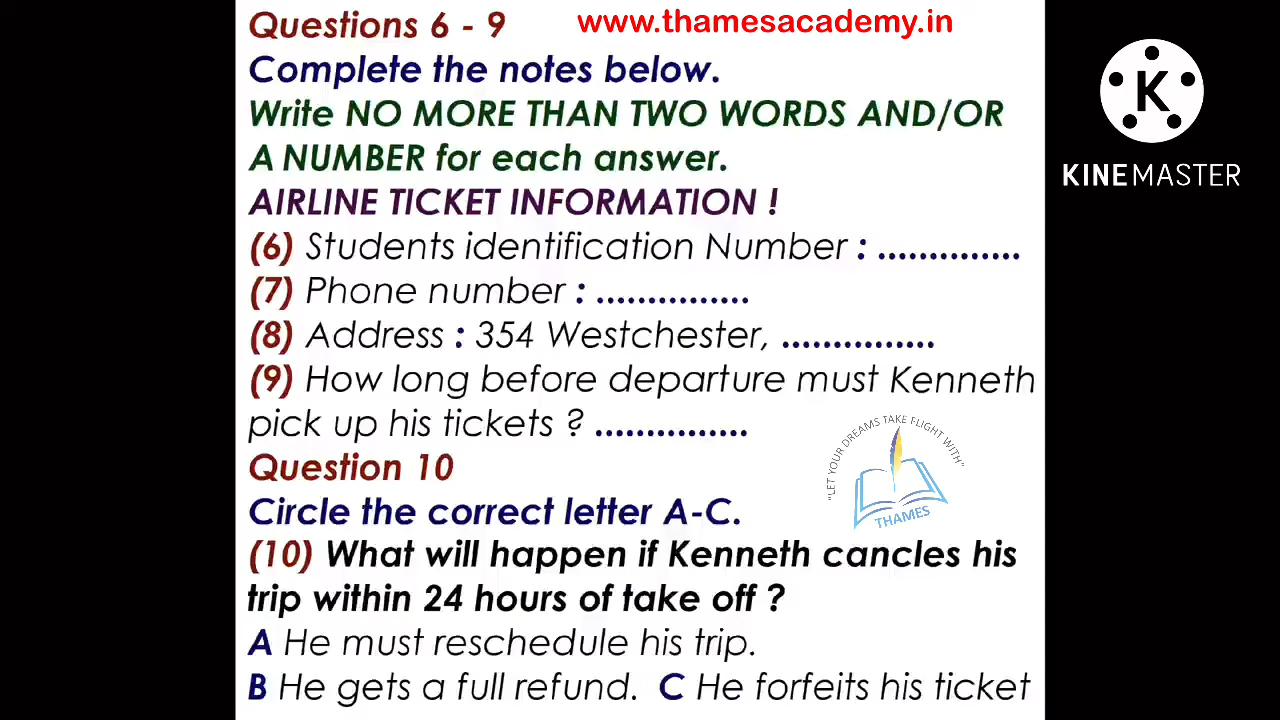 Questions 6 - 9
www.thamesacademy.in
Complete the notes below.
Write NO MORE THAN TWO WORDS AND/OR
A NUMBER for each answer.
AIRLINE TICKET INFORMATION !
(6) Students identification Number : ..............
(7) Phone number : ...............
(8) Address : 354 Westchester, ...............
(9) How long before departure must Kenneth
pick up his tickets ? ...............
Question 10
Circle the correct letter A-C.
(10) What will happen if Kenneth cancles his
trip within 24 hours of take off ?
A He must reschedule his trip.
B He gets a full refund. C He forfeits his ticket
"LET YOUR DREAMS TAKE FLIGHT WITH"
THAMES
K
KINEMASTER